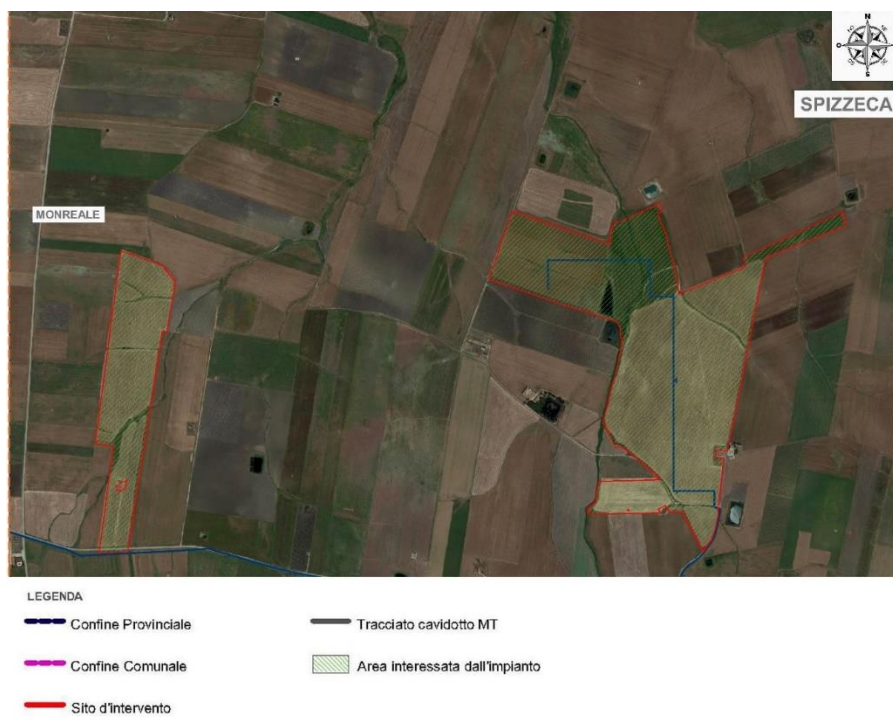 N
O
S
SPIZZECA
MONREALE
LEGENDA
Confine Provinciale
Tracciato cavidotto MT
Confine Comunale
Area interessata dall'impianto
Sito d'intervento